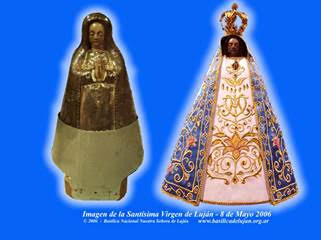 Imagen de la Santísima Virgen de Luján - 8 de Mayo 2006
© 2006 - Basílica Nacional Nuestra Señora de Luján www.basilicadelujan.org.ar